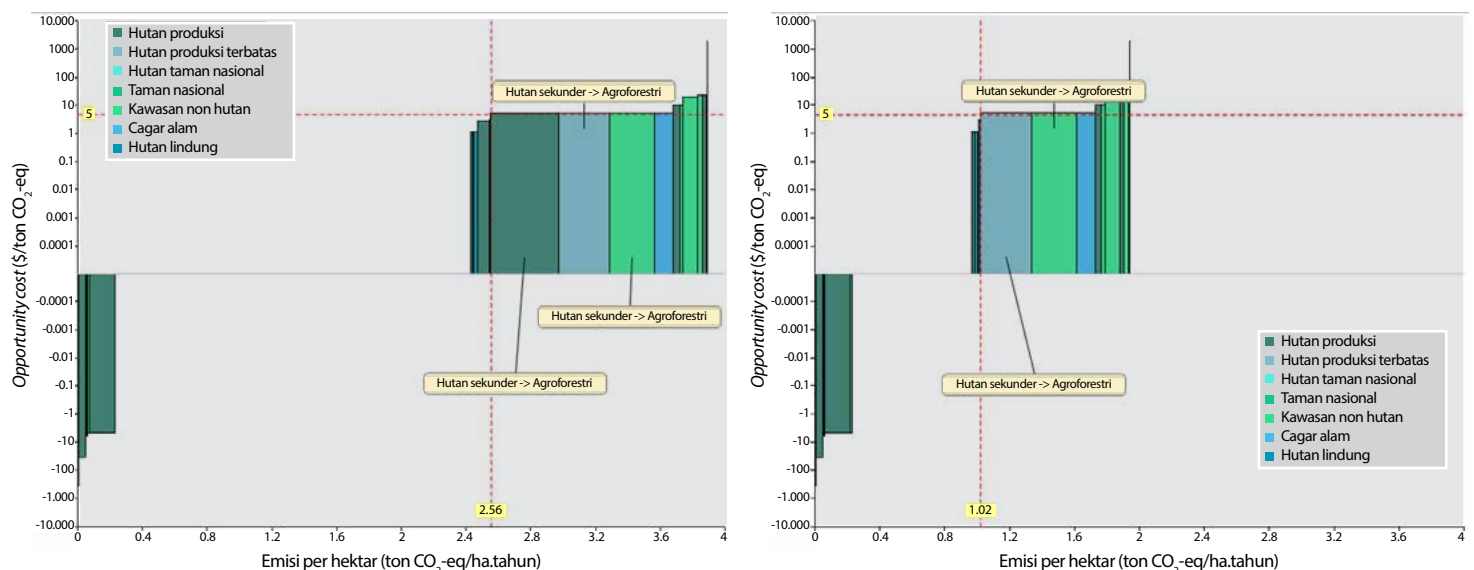 10.000
1000
100
10
5
1
0.1
0.01
0.001
0.0001
-0.0001
-0.001
-0.01
-0.1
-1
-10
-100
-1.000
-10.000
Opportunity cost ($/ton CO2-eq)
Hutan produksi
Hutan produksi terbatas
Hutan taman nasional
Taman nasional
Kawasan non hutan
Cagar alam
Hutan lindung
Hutan sekunder -> Agroforestri
Hutan sekunder -> Agroforestri
Hutan sekunder -> Agroforestri
2.56
0 0.4 0.8 1.2 1.6 2 2.4 2.8 3.2 3.6 4
Emisi per hektar (ton CO2-eq/ha.tahun)
10.000
1000
100
10
5
1
0.1
0.01
0.001
0.0001
-0.0001
-0.001
-0.01
-0.1
-1
-10
-100
-1.000
-10.000
Opportunity cost ($/ton CO2-eq)
Hutan sekunder -> Agroforestri
Hutan sekunder -> Agroforestri
Hutan produksi
Hutan produksi terbatas
Hutan taman nasional
Taman nasional
Kawasan non hutan
Cagar alam
Hutan lindung
1.02
0 0.4 0.8 1.2 1.6 2 2.4 2.8 3.2 3.6 4
Emisi per hektar (ton CO2-eq/ha.tahun)